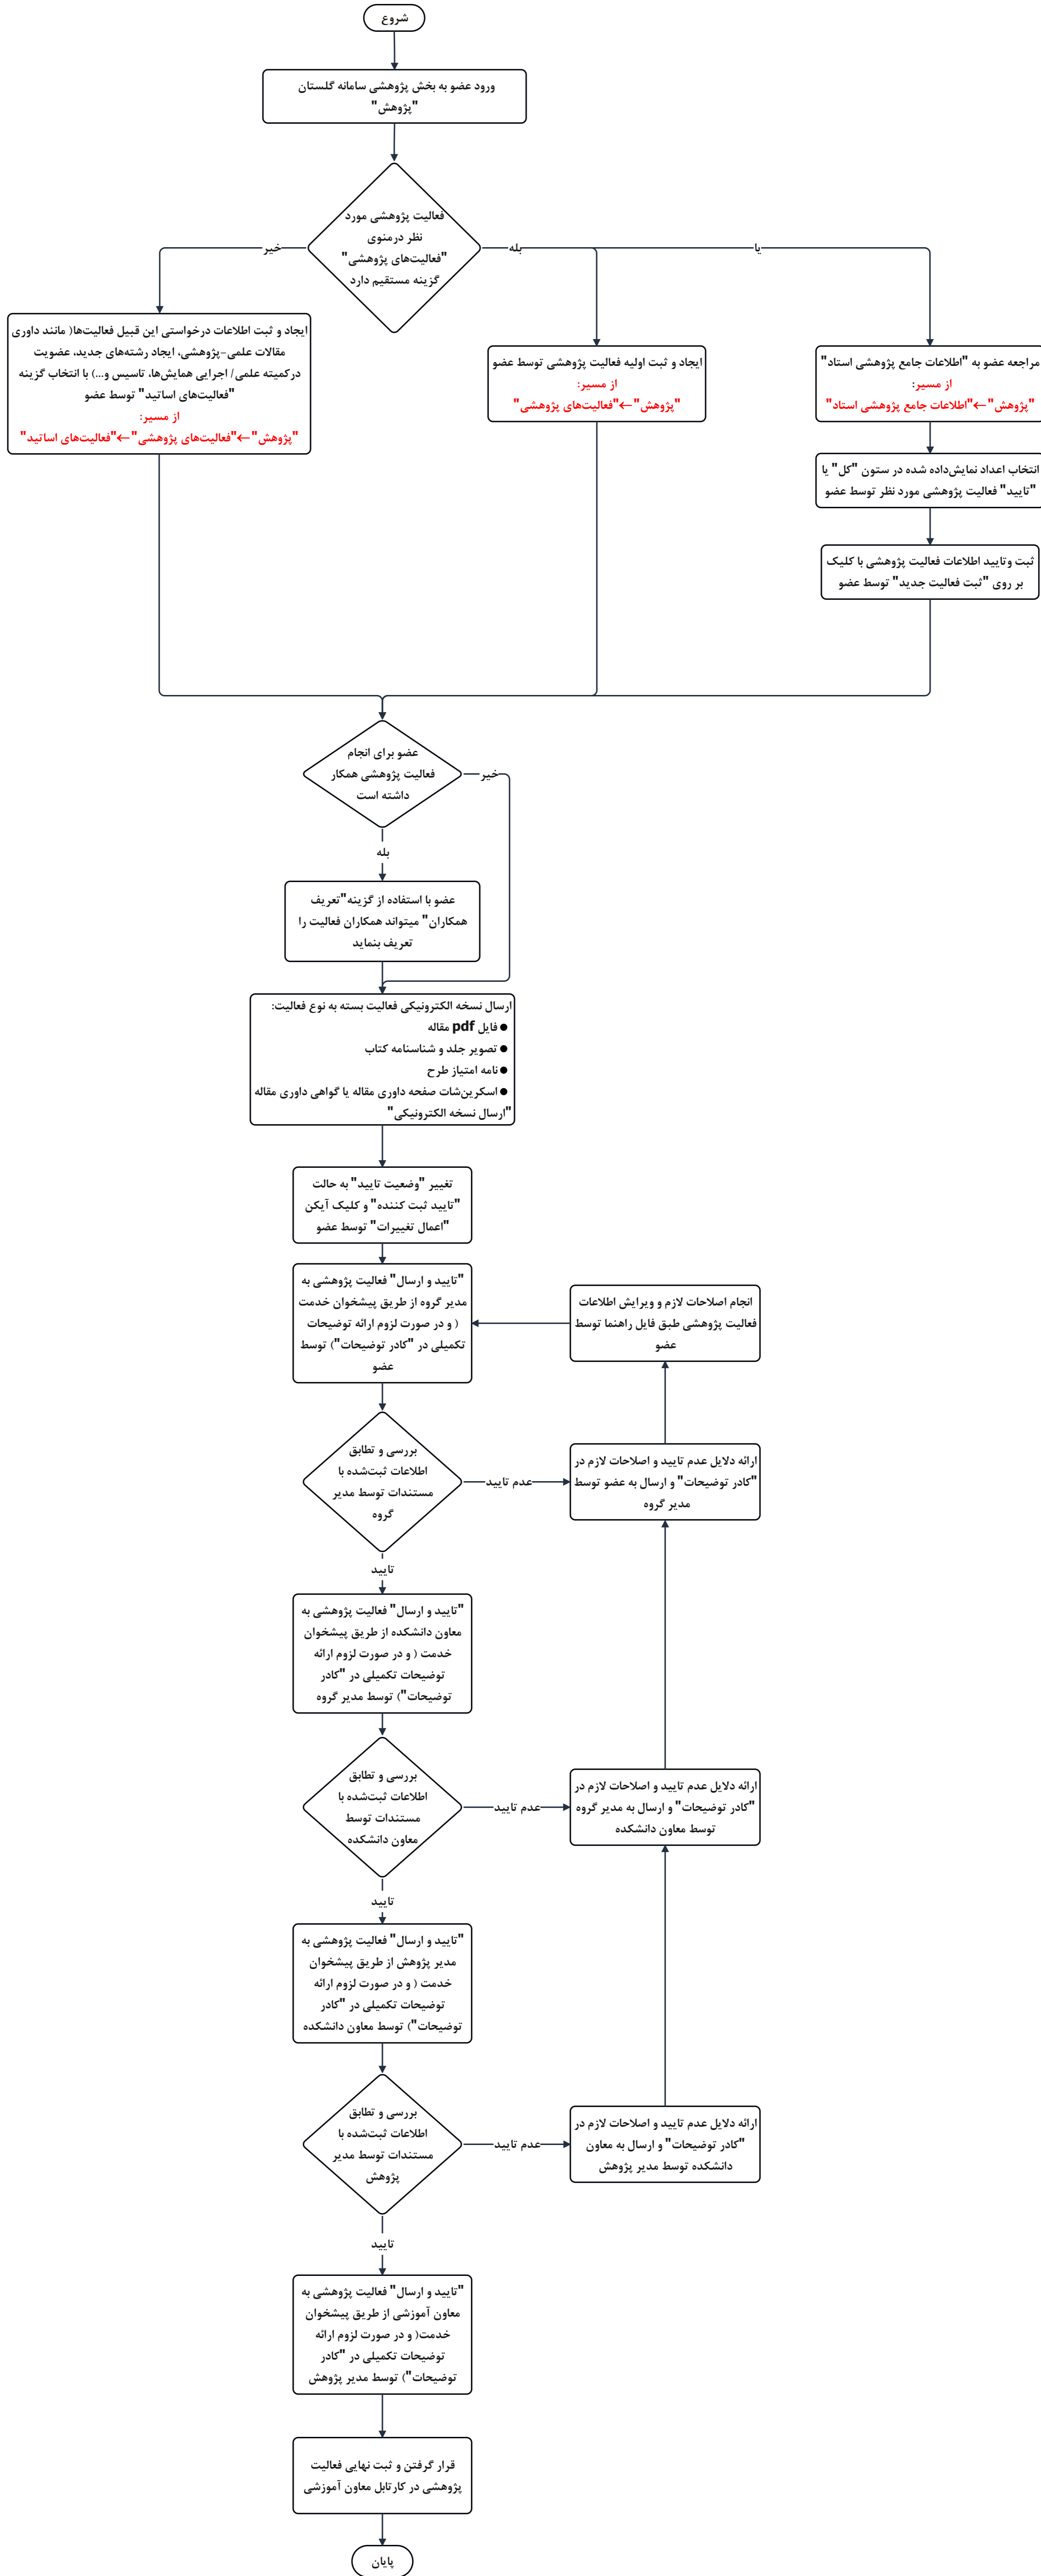 شروع
ورود عضو به بخش پژوهشی سامانه گلستان
"پژوهش"
فعالیت پژوهشی مورد
نظر درمنوی
"فعالیت‌های پژوهشی"
گزینه مستقیم دارد
خیر
بله
یا
ایجاد و ثبت اطلاعات درخواستی این قبیل فعالیت‌ها( مانند داوری
مقالات علمی-پژوهشی، ایجاد رشته‌های جدید، عضویت
درکمیته علمی/ اجرایی همایش‌ها، تاسیس و...) با انتخاب گزینه
"فعالیت‌های اساتید" توسط عضو
از مسیر:
"پژوهش"←"فعالیت‌های پژوهشی"←"فعالیت‌های اساتید"
ایجاد و ثبت اولیه فعالیت پژوهشی توسط عضو
از مسیر:
"پژوهش"←"فعالیت‌های پژوهشی"
مراجعه عضو به "اطلاعات جامع پژوهشی استاد"
از مسیر:
"پژوهش"←"اطلاعات جامع پژوهشی استاد"
انتخاب اعداد نمایش‌داده شده در ستون "کل" یا
"تایید" فعالیت پژوهشی مورد نظر توسط عضو
ثبت وتایید اطلاعات فعالیت پژوهشی با کلیک
بر روی "ثبت فعالیت جدید" توسط عضو
عضو برای انجام
فعالیت پژوهشی همکار
داشته است
خیر
بله
عضو با استفاده از گزینه"تعریف
همکاران" میتواند همکاران فعالیت را
تعریف بنماید
ارسال نسخه الکترونیکی فعالیت بسته به نوع فعالیت:
● فایل pdf مقاله
● تصویر جلد و شناسنامه کتاب
● نامه امتیاز طرح
● اسکرین‌شات صفحه داوری مقاله یا گواهی داوری مقاله
"ارسال نسخه الکترونیکی"
تغییر "وضعیت تایید" به حالت
"تایید ثبت کننده" و کلیک آیکن
"اعمال تغییرات" توسط عضو
"تایید و ارسال" فعالیت پژوهشی به
مدیر گروه از طریق پیشخوان خدمت
( و در صورت لزوم ارائه توضیحات
تکمیلی در "کادر توضیحات") توسط
عضو
انجام اصلاحات لازم و ویرایش اطلاعات
فعالیت پژوهشی طبق فایل راهنما توسط
عضو
بررسی و تطابق
اطلاعات ثبت‌شده با
مستندات توسط مدیر
گروه
عدم تایید
ارائه دلایل عدم تایید و اصلاحات لازم در
"کادر توضیحات" و ارسال به عضو توسط
مدیر گروه
تایید
"تایید و ارسال" فعالیت پژوهشی به
معاون دانشکده از طریق پیشخوان
خدمت ( و در صورت لزوم ارائه
توضیحات تکمیلی در "کادر
توضیحات") توسط مدیر گروه
بررسی و تطابق
اطلاعات ثبت‌شده با
مستندات توسط
معاون دانشکده
عدم تایید
ارائه دلایل عدم تایید و اصلاحات لازم در
"کادر توضیحات" و ارسال به مدیر گروه
توسط معاون دانشکده
تایید
"تایید و ارسال" فعالیت پژوهشی به
مدیر پژوهش از طریق پیشخوان
خدمت ( و در صورت لزوم ارائه
توضیحات تکمیلی در "کادر
توضیحات") توسط معاون دانشکده
بررسی و تطابق
اطلاعات ثبت‌شده با
مستندات توسط مدیر
پژوهش
عدم تایید
ارائه دلایل عدم تایید و اصلاحات لازم در
"کادر توضیحات" و ارسال به معاون
دانشکده توسط مدیر پژوهش
تایید
"تایید و ارسال" فعالیت پژوهشی به
معاون آموزشی از طریق پیشخوان
خدمت( و در صورت لزوم ارائه
توضیحات تکمیلی در "کادر
توضیحات") توسط مدیر پژوهش
قرار گرفتن و ثبت نهایی فعالیت
پژوهشی در کارتابل معاون آموزشی
پایان